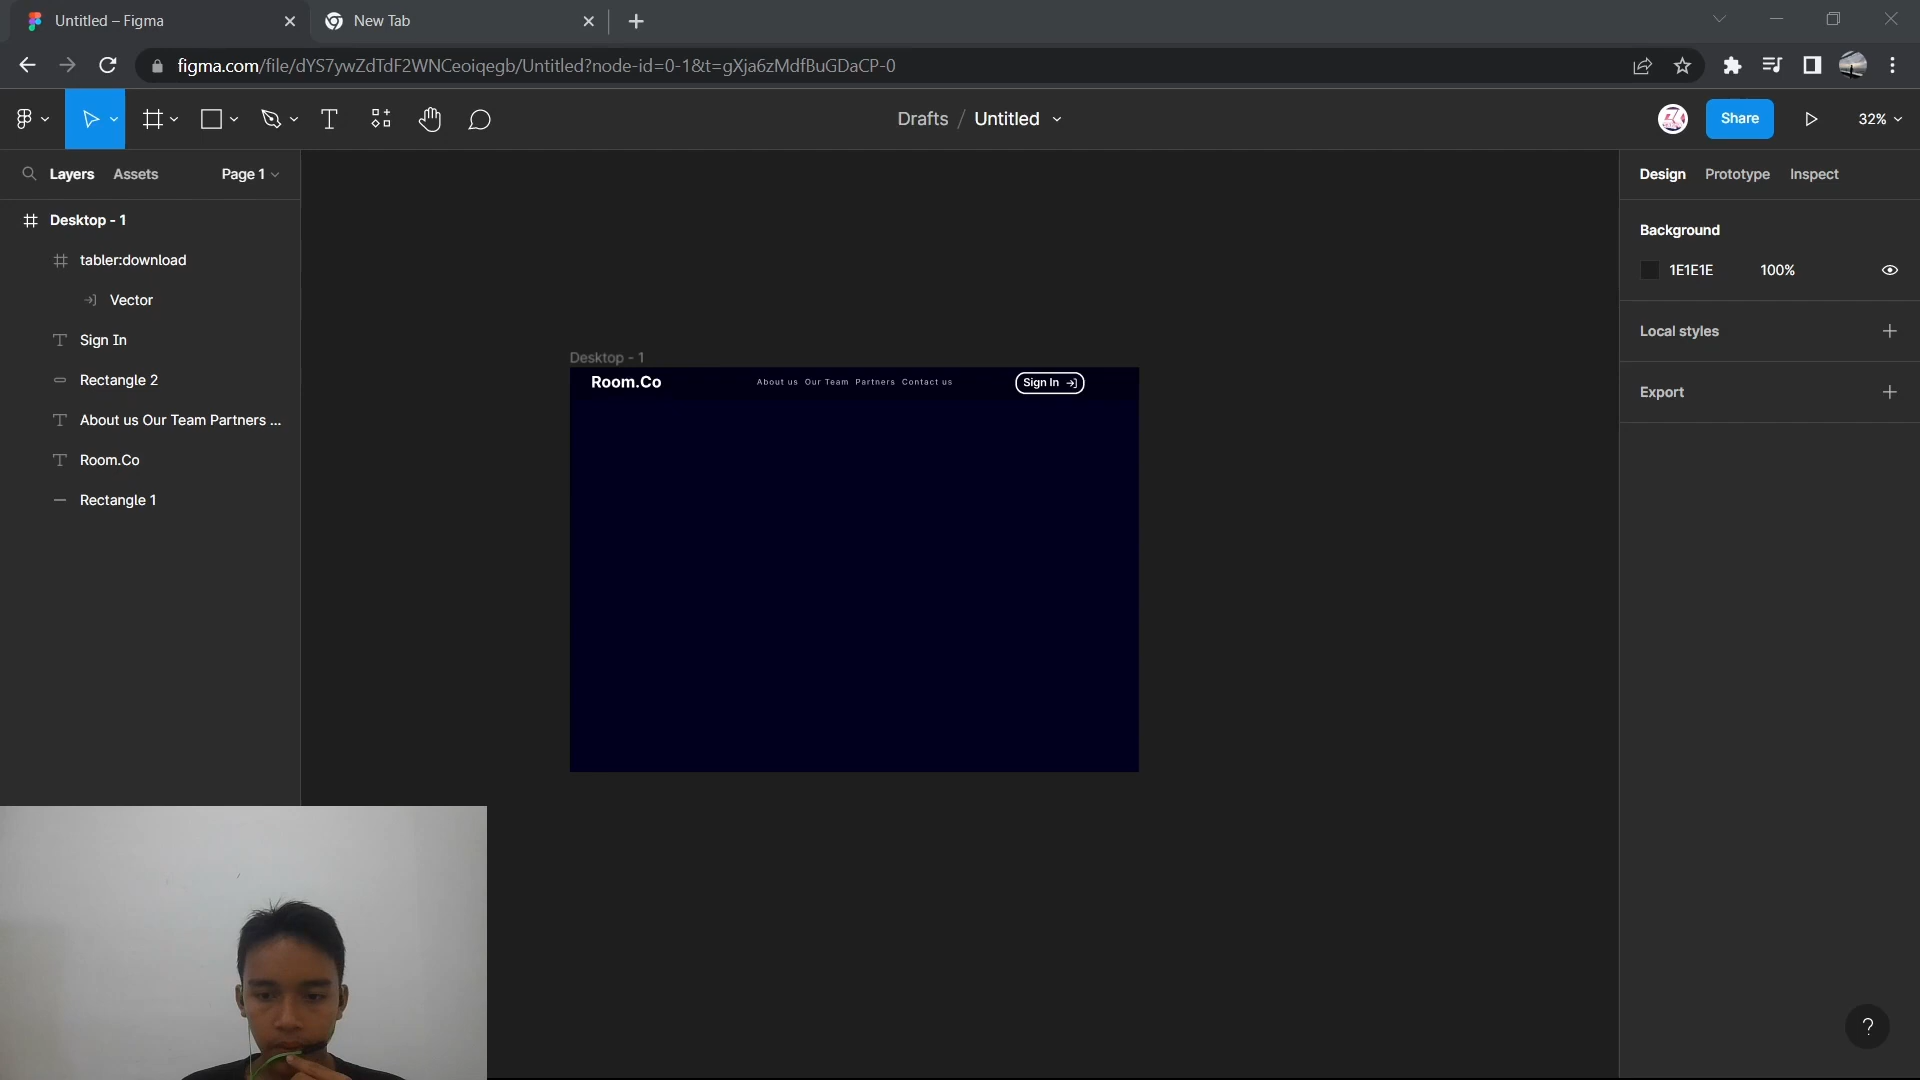 Untitled – Figma
New Tab
figma.com/file/dYS7ywZdTdF2WNCeoiqegb/Untitled?node-id=0-1&t=gXja6zMdfBuGDaCP-0
Drafts / Untitled
Share
32%
Layers
Assets
Page 1
Design
Prototype
Inspect
Desktop - 1
tabler:download
Vector
Sign In
Rectangle 2
About us Our Team Partners ...
Room.Co
Rectangle 1
Background
1E1E1E
100%
Local styles
Export
Desktop - 1
Room.Co
About us Our Team Partners Contact us
Sign In
?